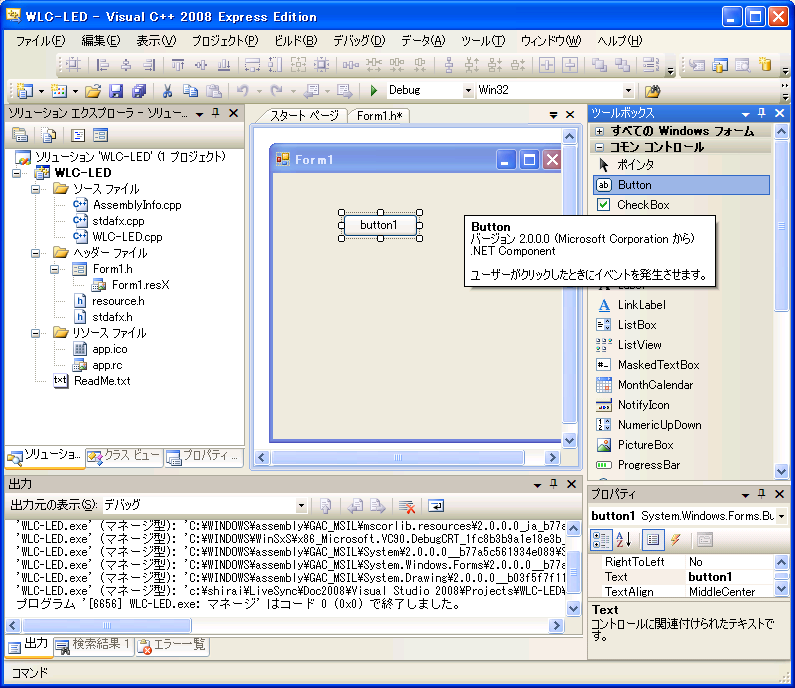 WLC-LED - Visual C++ 2008 Express Edition
ファイル(F) 編集(E) 表示(V) プロジェクト(P) ビルド(B) デバッグ(D) データ(A) ツール(T) ウィンドウ(W) ヘルプ(H)
Debug Win32
ソリューション エクスプローラ - ソリュー...
ソリューション 'WLC-LED' (1 プロジェクト)
WLC-LED
ソース ファイル
AssemblyInfo.cpp
stdafx.cpp
WLC-LED.cpp
ヘッダー ファイル
Form1.h
Form1.resX
resource.h
stdafx.h
リソース ファイル
app.ico
app.rc
ReadMe.txt
ソリューショ... クラス ビュー プロパティ...
スタート ページ Form1.h*
Form1
button1
ツールボックス
すべての Windows フォーム
コモン コントロール
ポインタ
Button
CheckBox
Button
バージョン 2.0.0.0 (Microsoft Corporation から)
.NET Component
ユーザーがクリックしたときにイベントを発生させます。
Label
LinkLabel
ListBox
ListView
MaskedTextBox
MonthCalendar
NotifyIcon
NumericUpDown
PictureBox
ProgressBar
出力
出力元の表示(S): デバッグ
'WLC-LED.exe' (マネージ型): 'C:¥WINDOWS¥assembly¥GAC_MSIL¥mscorlib.resources¥2.0.0.0_ja_b77a
'WLC-LED.exe' (マネージ型): 'C:¥WINDOWS¥WinSxS¥x86_Microsoft.VC90.DebugCRT_1fc8b3b9a1e18e3b_
'WLC-LED.exe' (マネージ型): 'C:¥WINDOWS¥assembly¥GAC_MSIL¥System¥2.0.0.0__b77a5c561934e089¥S
'WLC-LED.exe' (マネージ型): 'C:¥WINDOWS¥assembly¥GAC_MSIL¥System.Windows.Forms¥2.0.0.0__b77a
'WLC-LED.exe' (マネージ型): 'C:¥WINDOWS¥assembly¥GAC_MSIL¥System.Drawing¥2.0.0.0__b03f5f7f11
'WLC-LED.exe' (マネージ型): 'c:¥shirai¥LiveSync¥Doc2008¥Visual Studio 2008¥Projects¥WLC-LED¥
プログラム '[6656] WLC-LED.exe: マネージ' はコード 0 (0x0) で終了しました。
出力 検索結果 1 エラー一覧
プロパティ
button1 System.Windows.Forms.Bu
RightToLeft No
Text button1
TextAlign MiddleCenter
Text
コントロールに関連付けられたテキストです。
コマンド